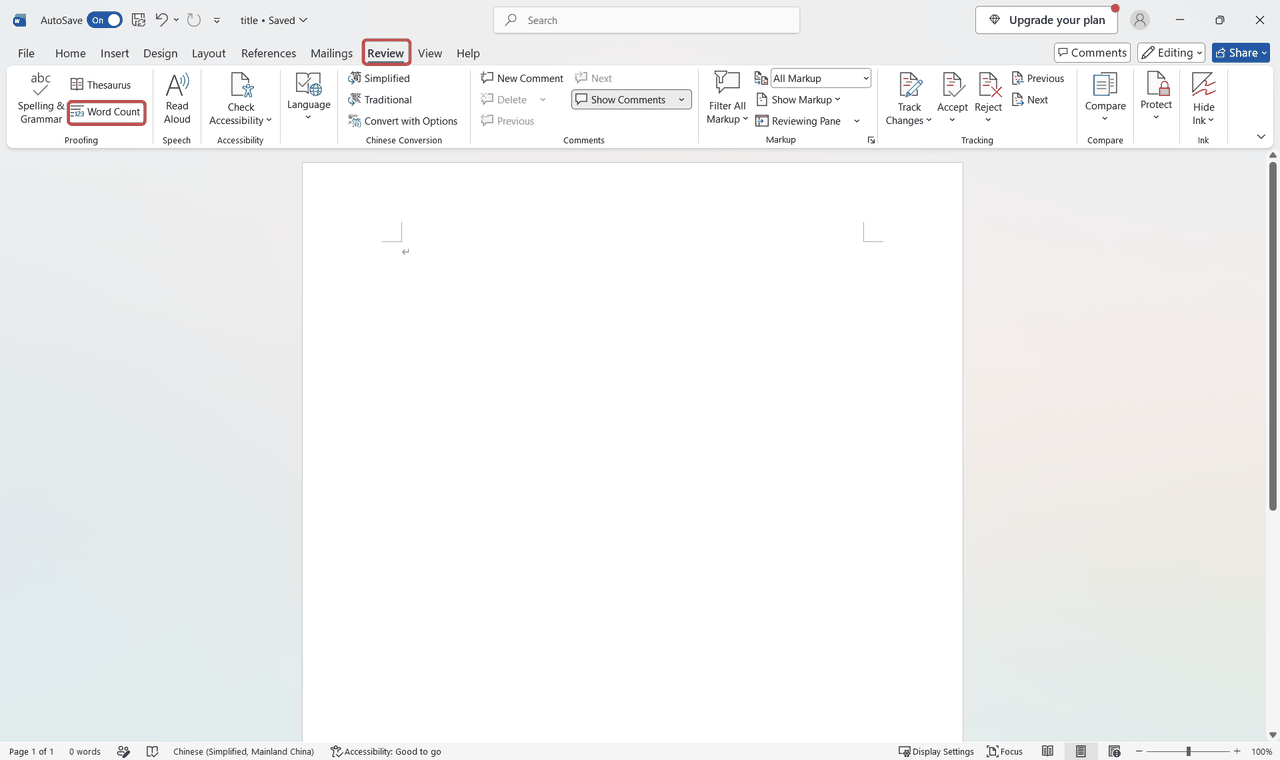 AutoSave On title • Saved Search Upgrade your plan
File Home Insert Design Layout References Mailings Review View Help Comments Editing Share
abc
Spelling & Grammar
Thesaurus
123 Word Count
Proofing
Read Aloud
Speech
Check Accessibility
Accessibility
Language
Simplified
Traditional
Convert with Options
Chinese Conversion
New Comment
Delete
Previous
Next
Show Comments
Comments
Filter All Markup
All Markup
Show Markup
Reviewing Pane
Markup
Track Changes
Accept
Reject
Previous
Next
Tracking
Compare
Compare
Protect
Hide Ink
Ink
Page 1 of 1 0 words Chinese (Simplified, Mainland China) Accessibility: Good to go Display Settings Focus 100%